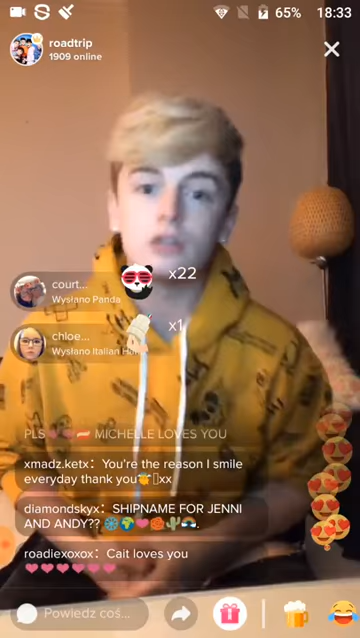 65% 18:33
roadtrip
1909 online
court...
Wysłano Panda
x22
chloe...
Wysłano Italian Han
x1
PLS MICHELLE LOVES YOU
xmadz.ketx: You're the reason I smile
everyday thank you xx
diamondskyx: SHIPNAME FOR JENNI
AND ANDY?? .
roadiexoxox: Cait loves you
Powiedz coś...